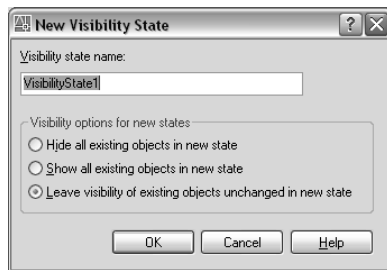 New Visibility State
Visibility state name:
VisibilityState1
Visibility options for new states
Hide all existing objects in new state
Show all existing objects in new state
Leave visibility of existing objects unchanged in new state
OK Cancel Help